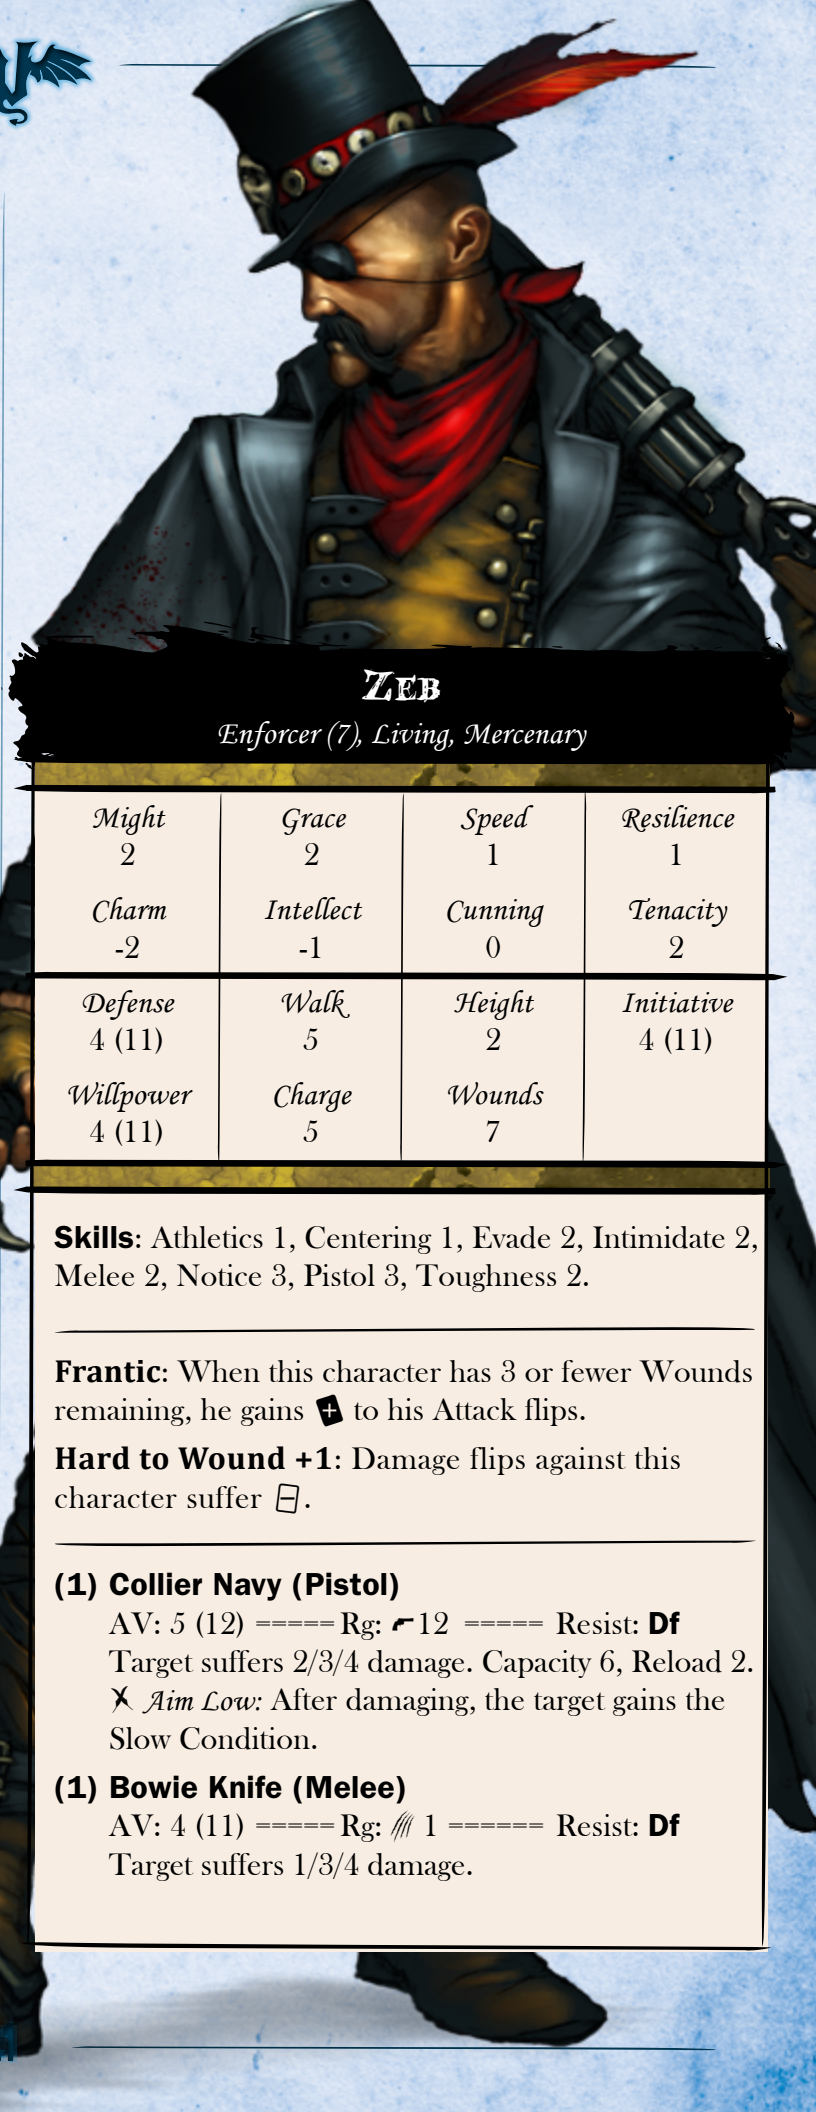 Zeb
Enforcer (7), Living, Mercenary
Might Grace Speed Resilience
2 2 1 1
Charm Intellect Cunning Tenacity
-2 -1 0 2
Defense Walk Height Initiative
4 (11) 5 2 4 (11)
Willpower Charge Wounds
4 (11) 5 7
Skills: Athletics 1, Centering 1, Evade 2, Intimidate 2,
Melee 2, Notice 3, Pistol 3, Toughness 2.
Frantic: When this character has 3 or fewer Wounds
remaining, he gains + to his Attack flips.
Hard to Wound +1: Damage flips against this
character suffer −.
(1) Collier Navy (Pistol)
AV: 5 (12) ===== Rg: 12 ===== Resist: Df
Target suffers 2/3/4 damage. Capacity 6, Reload 2.
Aim Low: After damaging, the target gains the
Slow Condition.
(1) Bowie Knife (Melee)
AV: 4 (11) ===== Rg: 1 ====== Resist: Df
Target suffers 1/3/4 damage.